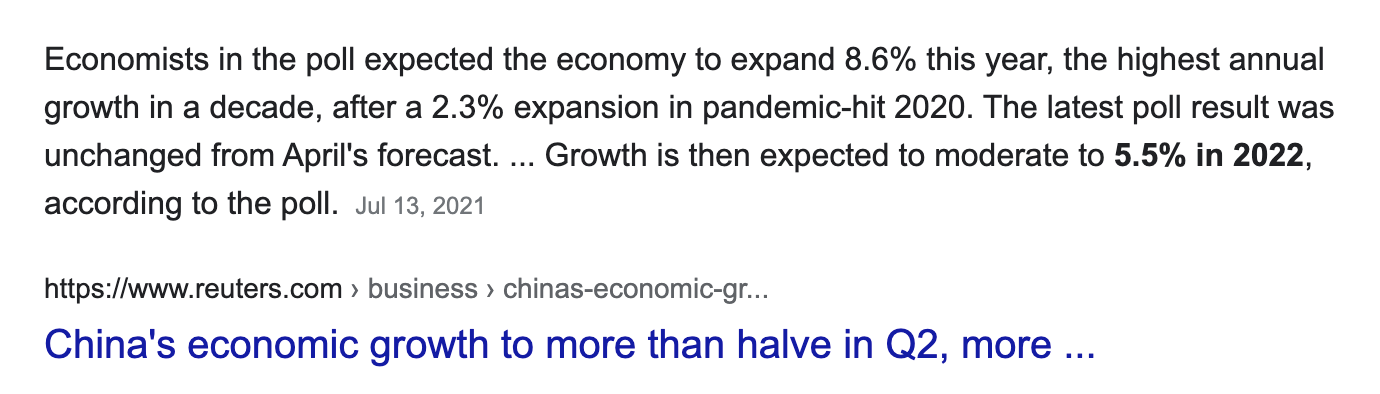 Economists in the poll expected the economy to expand 8.6% this year, the highest annual
growth in a decade, after a 2.3% expansion in pandemic-hit 2020. The latest poll result was
unchanged from April's forecast. ... Growth is then expected to moderate to 5.5% in 2022,
according to the poll. Jul 13, 2021
https://www.reuters.com › business › chinas-economic-gr...
China's economic growth to more than halve in Q2, more ...